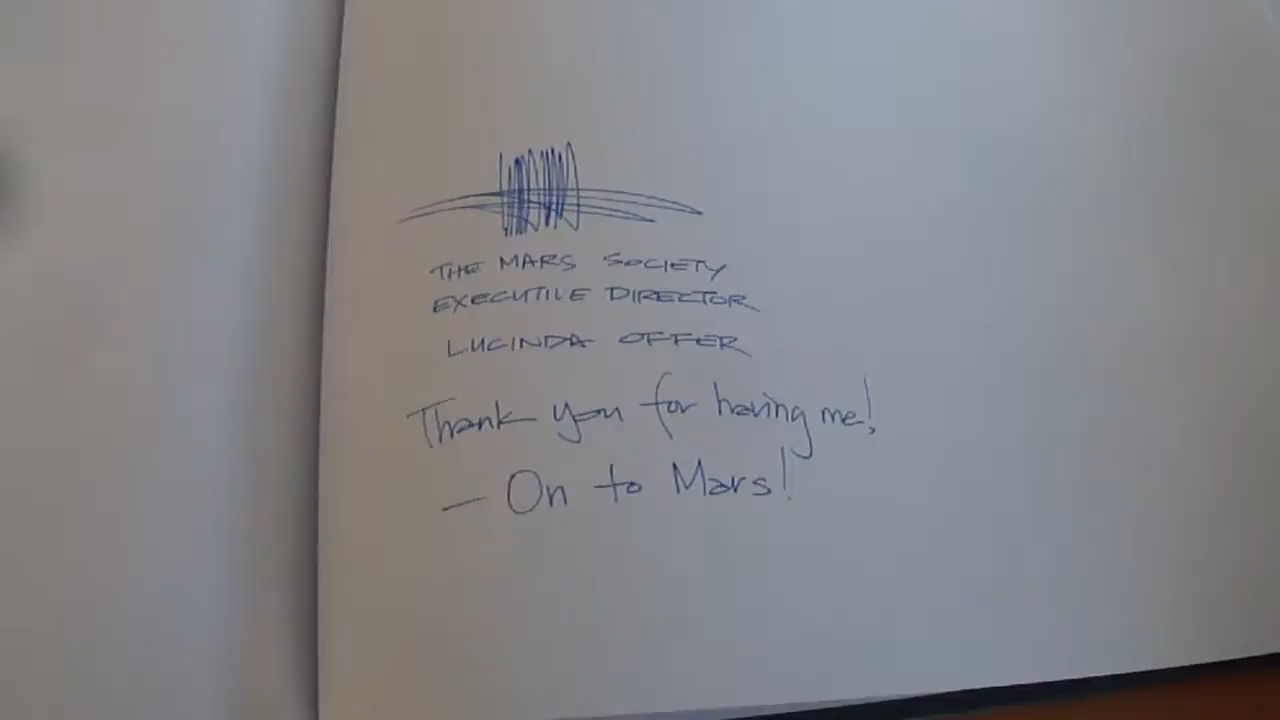 THE MARS SOCIETY
EXECUTIVE DIRECTOR
LUCINDA OFFER
Thank you for having me!
— On to Mars!